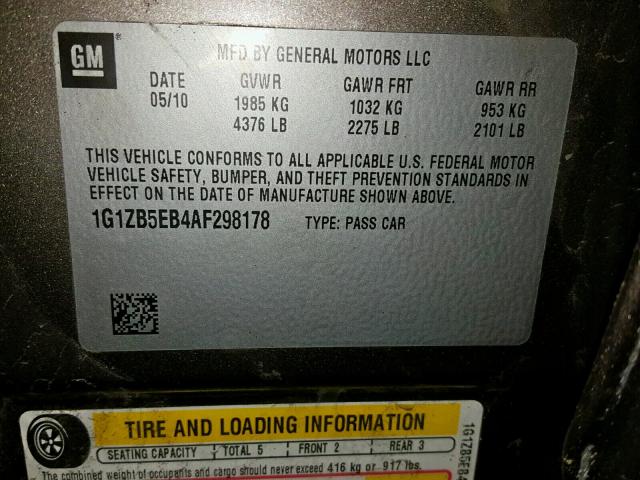 GM ® MFD BY GENERAL MOTORS LLC
DATE GVWR GAWR FRT GAWR RR
05/10 1985 KG 1032 KG 953 KG
4376 LB 2275 LB 2101 LB
THIS VEHICLE CONFORMS TO ALL APPLICABLE U.S. FEDERAL MOTOR
VEHICLE SAFETY, BUMPER, AND THEFT PREVENTION STANDARDS IN
EFFECT ON THE DATE OF MANUFACTURE SHOWN ABOVE.
1G1ZB5EB4AF298178 TYPE: PASS CAR
TIRE AND LOADING INFORMATION
SEATING CAPACITY TOTAL 5 FRONT 2 REAR 3
The combined weight of occupants and cargo should never exceed 416 kg or 917 lbs.
1G1ZB5EB4